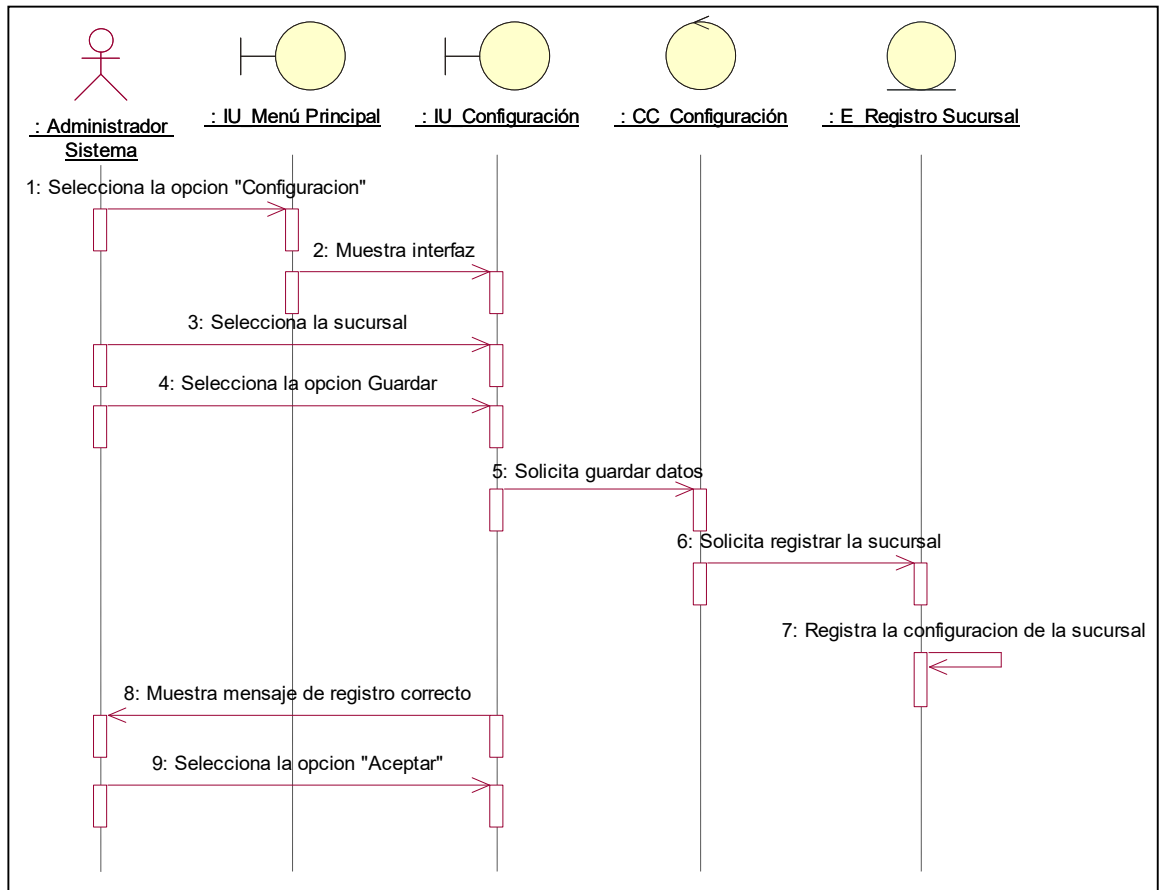 : Administrador
Sistema
: IU_Menú Principal
: IU_Configuración
: CC_Configuración
: E_Registro Sucursal
1: Selecciona la opcion "Configuracion"
2: Muestra interfaz
3: Selecciona la sucursal
4: Selecciona la opcion Guardar
5: Solicita guardar datos
6: Solicita registrar la sucursal
7: Registra la configuracion de la sucursal
8: Muestra mensaje de registro correcto
9: Selecciona la opcion "Aceptar"